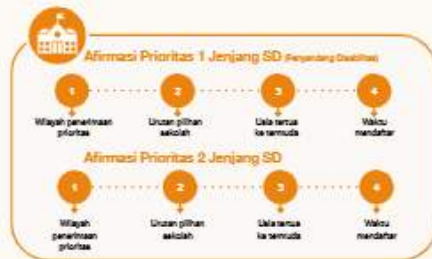 Afirmasi Prioritas 1 Jenjang SD (Penyandang Disabilitas)
1 2 3 4
Wilayah penerimaan Urutan pilihan Usia tertua Waktu
prioritas sekolah ke termuda mendaftar
Afirmasi Prioritas 2 Jenjang SD
1 2 3 4
Wilayah Urutan pilihan Usia tertua Waktu
penerimaan sekolah ke termuda mendaftar
prioritas